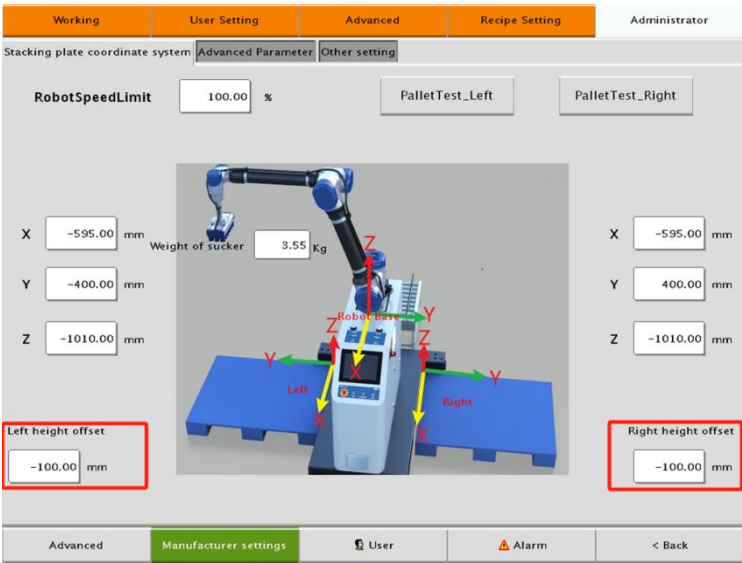 Working User Setting Advanced Recipe Setting Administrator
Stacking plate coordinate system Advanced Parameter Other setting
RobotSpeedLimit 100.00 % PalletTest_Left PalletTest_Right
X -595.00 mm
Y -400.00 mm
Z -1010.00 mm
Weight of sucker 3.55 Kg
Z
Robot Base
Y
X
Z
Y
Left
X
Z
Y
Right
X
X -595.00 mm
Y 400.00 mm
Z -1010.00 mm
Left height offset
-100.00 mm
Right height offset
-100.00 mm
Advanced Manufacturer settings User Alarm < Back